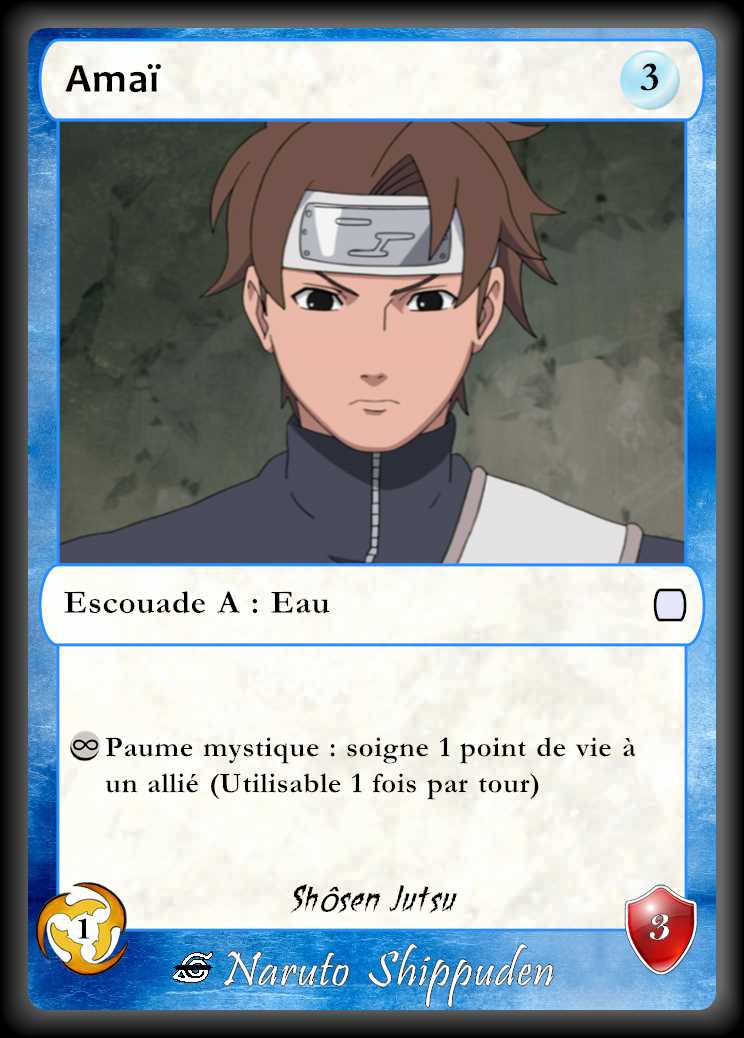 Amaï
3
Escouade A : Eau
Paume mystique : soigne 1 point de vie à
un allié (Utilisable 1 fois par tour)
Shôsen Jutsu
1
3
Naruto Shippuden